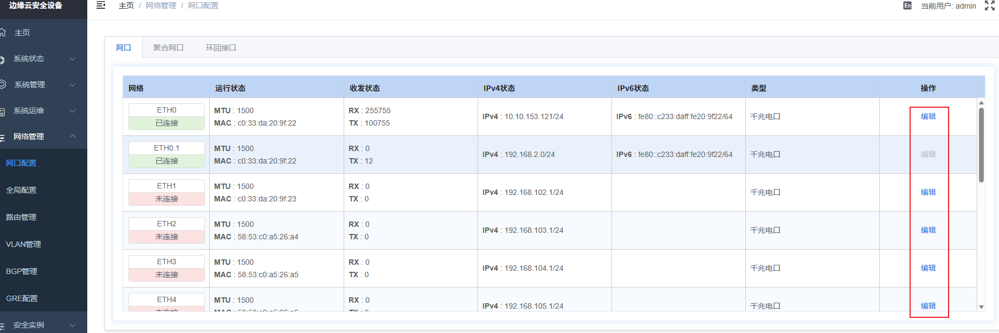 边缘云安全设备
主页 / 网络管理 / 网口配置
En 当前用户: admin
主页
系统状态
系统管理
系统运维
网络管理
网口配置
全局配置
路由管理
VLAN管理
BGP管理
GRE配置
安全实例
网口 聚合网口 环回接口
网络 运行状态 收发状态 IPv4状态 IPv6状态 类型 操作
ETH0
已连接
MTU : 1500
MAC : c0:33:da:20:9f:22
RX : 255755
TX : 100755
IPv4 : 10.10.153.121/24
IPv6 : fe80::c233:daff:fe20:9f22/64
千兆电口
编辑
ETH0.1
已连接
MTU : 1500
MAC : c0:33:da:20:9f:22
RX : 0
TX : 12
IPv4 : 192.168.2.0/24
IPv6 : fe80::c233:daff:fe20:9f22/64
千兆电口
编辑
ETH1
未连接
MTU : 1500
MAC : c0:33:da:20:9f:23
RX : 0
TX : 0
IPv4 : 192.168.102.1/24
千兆电口
编辑
ETH2
未连接
MTU : 1500
MAC : 58:53:c0:a5:26:a4
RX : 0
TX : 0
IPv4 : 192.168.103.1/24
千兆电口
编辑
ETH3
未连接
MTU : 1500
MAC : 58:53:c0:a5:26:a5
RX : 0
TX : 0
IPv4 : 192.168.104.1/24
千兆电口
编辑
ETH4
MTU : 1500
RX : 0
IPv4 : 192.168.105.1/24
千兆电口
编辑